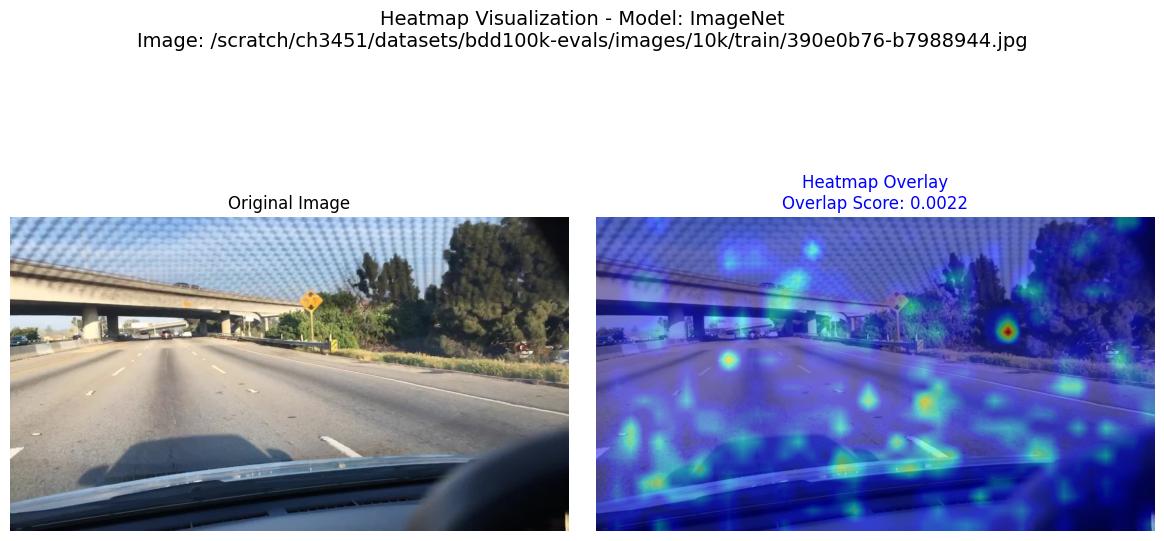 Heatmap Visualization - Model: ImageNet
Image: /scratch/ch3451/datasets/bdd100k-evals/images/10k/train/390e0b76-b7988944.jpg
Original Image
Heatmap Overlay
Overlap Score: 0.0022